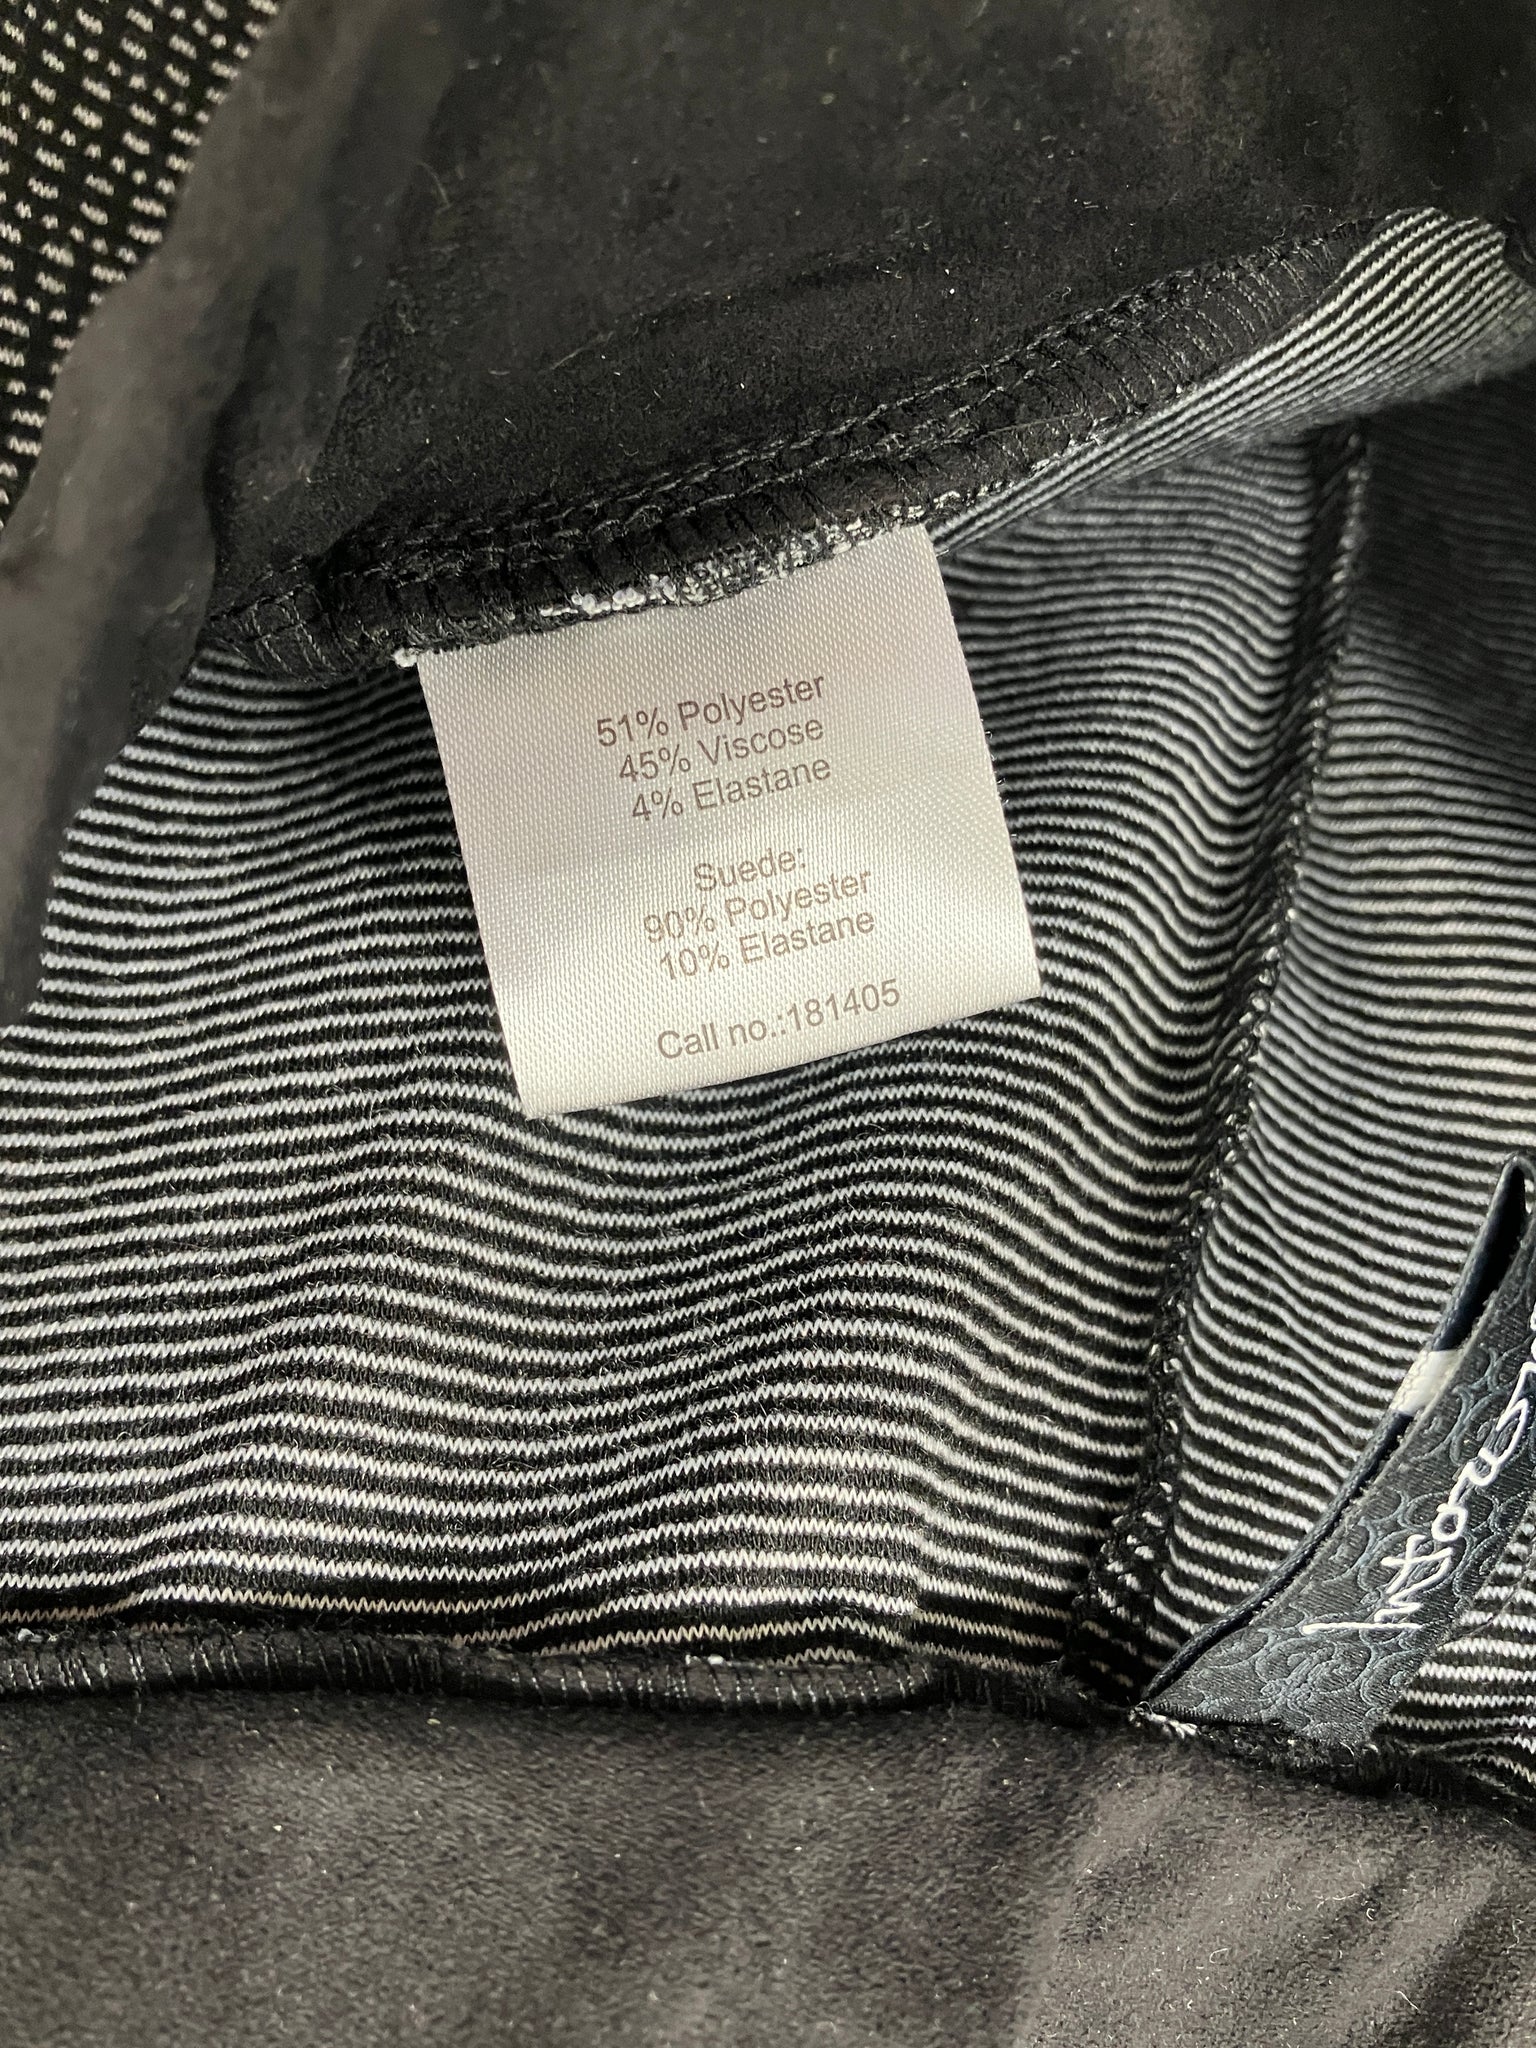 51% Polyester
45% Viscose
4% Elastane
Suede:
90% Polyester
10% Elastane
Call no.:181405